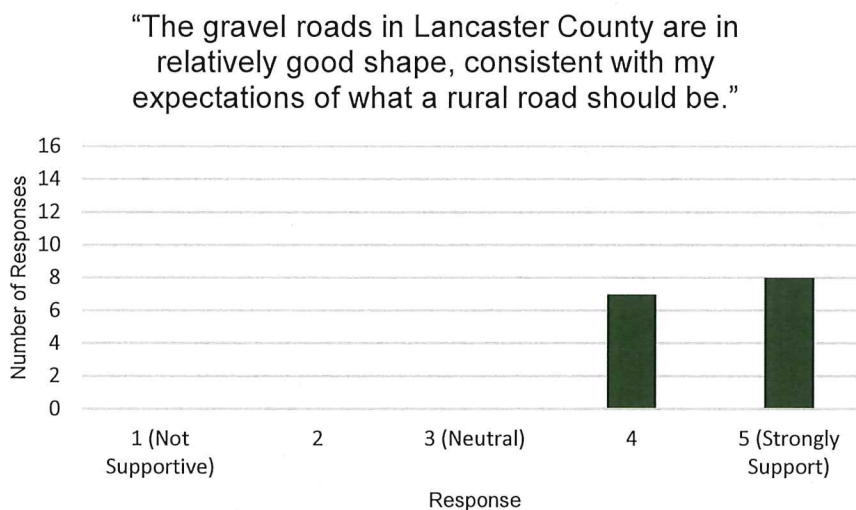 “The gravel roads in Lancaster County are in
relatively good shape, consistent with my
expectations of what a rural road should be.”
16
14
12
10
8
6
4
2
0
Number of Responses
1 (Not
Supportive)
2
3 (Neutral)
4
5 (Strongly
Support)
Response